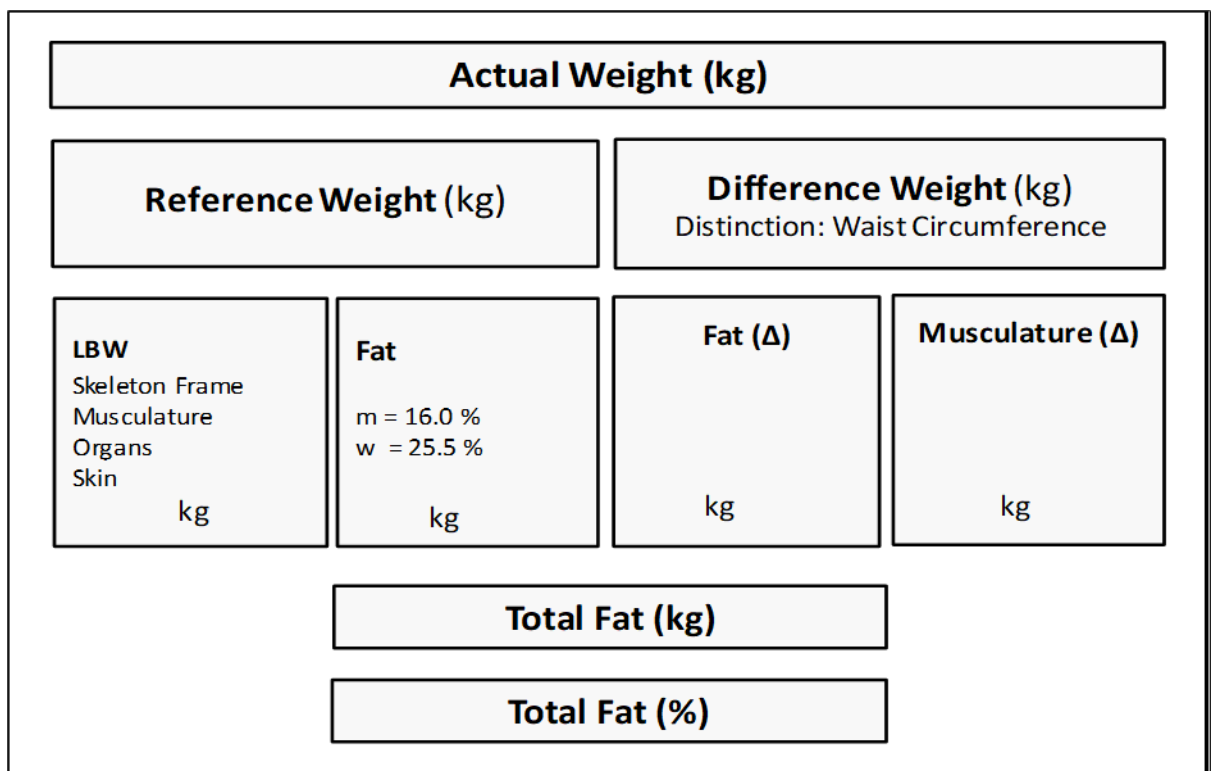 Actual Weight (kg)
Reference Weight (kg)
Difference Weight (kg)
Distinction: Waist Circumference
LBW
Skeleton Frame
Musculature
Organs
Skin
kg
Fat
m = 16.0 %
w = 25.5 %
kg
Fat (Δ)
kg
Musculature (Δ)
kg
Total Fat (kg)
Total Fat (%)